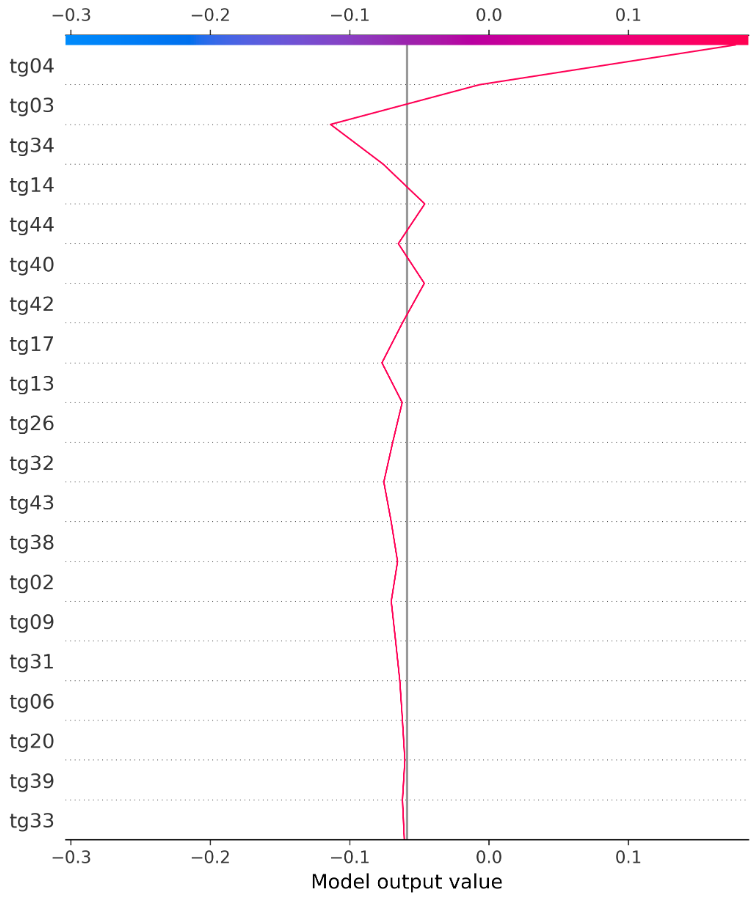 −0.3 −0.2 −0.1 0.0 0.1
tg04
tg03
tg34
tg14
tg44
tg40
tg42
tg17
tg13
tg26
tg32
tg43
tg38
tg02
tg09
tg31
tg06
tg20
tg39
tg33
−0.3 −0.2 −0.1 0.0 0.1
Model output value